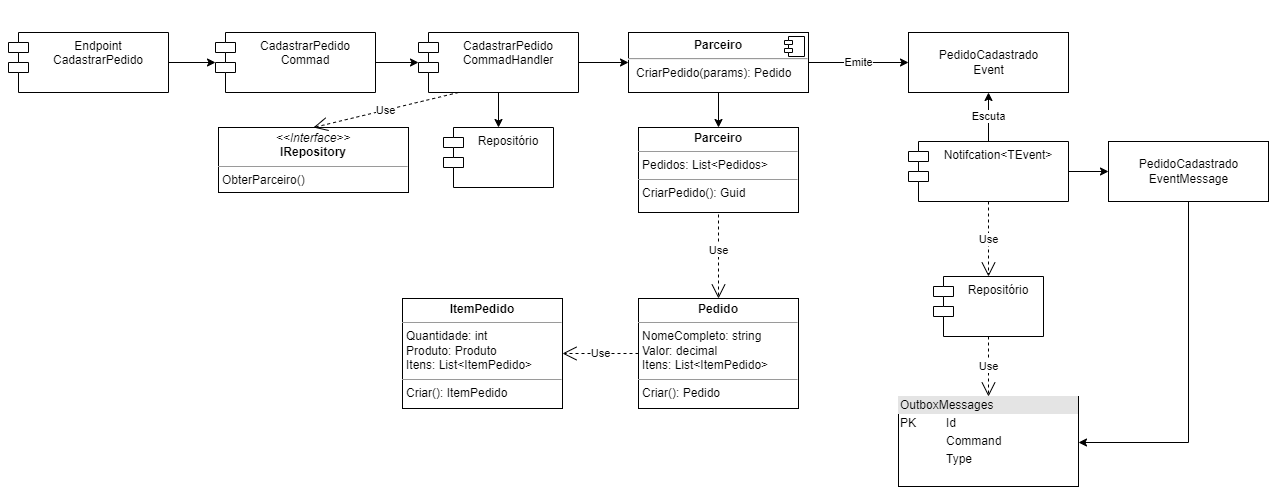 Endpoint
CadastrarPedido
CadastrarPedido
Commad
CadastrarPedido
CommadHandler
Parceiro
CriarPedido(params): Pedido
Emite
PedidoCadastrado
Event
Use
Escuta
<<Interface>>
IRepository
ObterParceiro()
Repositório
Parceiro
Pedidos: List<Pedidos>
CriarPedido(): Guid
Notifcation<TEvent>
PedidoCadastrado
EventMessage
Use
Use
Repositório
ItemPedido
Quantidade: int
Produto: Produto
Itens: List<ItemPedido>
Criar(): ItemPedido
Use
Pedido
NomeCompleto: string
Valor: decimal
Itens: List<ItemPedido>
Criar(): Pedido
Use
OutboxMessages
PK Id
Command
Type